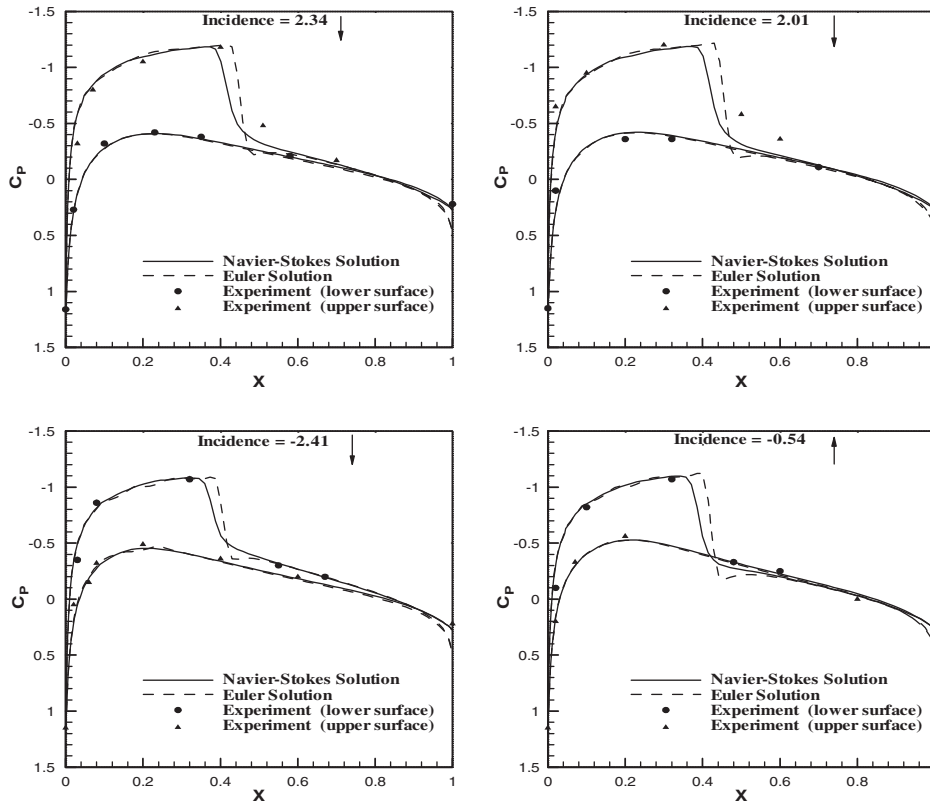 Incidence = 2.34
-1.5
-1
-0.5
0
0.5
1
1.5
CP
0
0.2
0.4
0.6
0.8
1
X
Navier-Stokes Solution
Euler Solution
Experiment (lower surface)
Experiment (upper surface)
Incidence = 2.01
-1.5
-1
-0.5
0
0.5
1
1.5
CP
0
0.2
0.4
0.6
0.8
X
Navier-Stokes Solution
Euler Solution
Experiment (lower surface)
Experiment (upper surface)
Incidence = -2.41
-1.5
-1
-0.5
0
0.5
1
1.5
CP
0
0.2
0.4
0.6
0.8
1
X
Navier-Stokes Solution
Euler Solution
Experiment (lower surface)
Experiment (upper surface)
Incidence = -0.54
-1.5
-1
-0.5
0
0.5
1
1.5
CP
0
0.2
0.4
0.6
0.8
X
Navier-Stokes Solution
Euler Solution
Experiment (lower surface)
Experiment (upper surface)